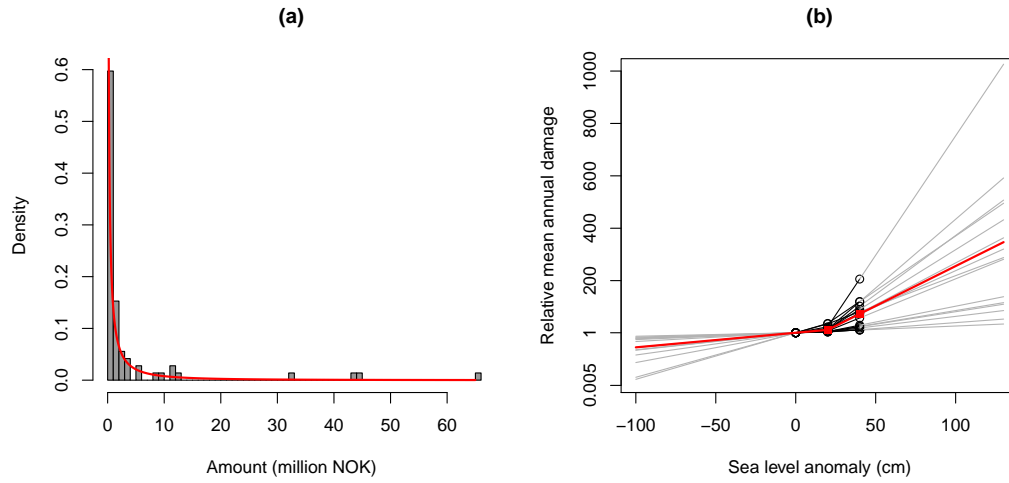 (a)
0.6
0.5
0.4
0.3
0.2
0.1
0.0
Density
0 10 20 30 40 50 60
Amount (million NOK)
(b)
1000
800
600
400
200
1
0.005
Relative mean annual damage
−100 −50 0 50 100
Sea level anomaly (cm)